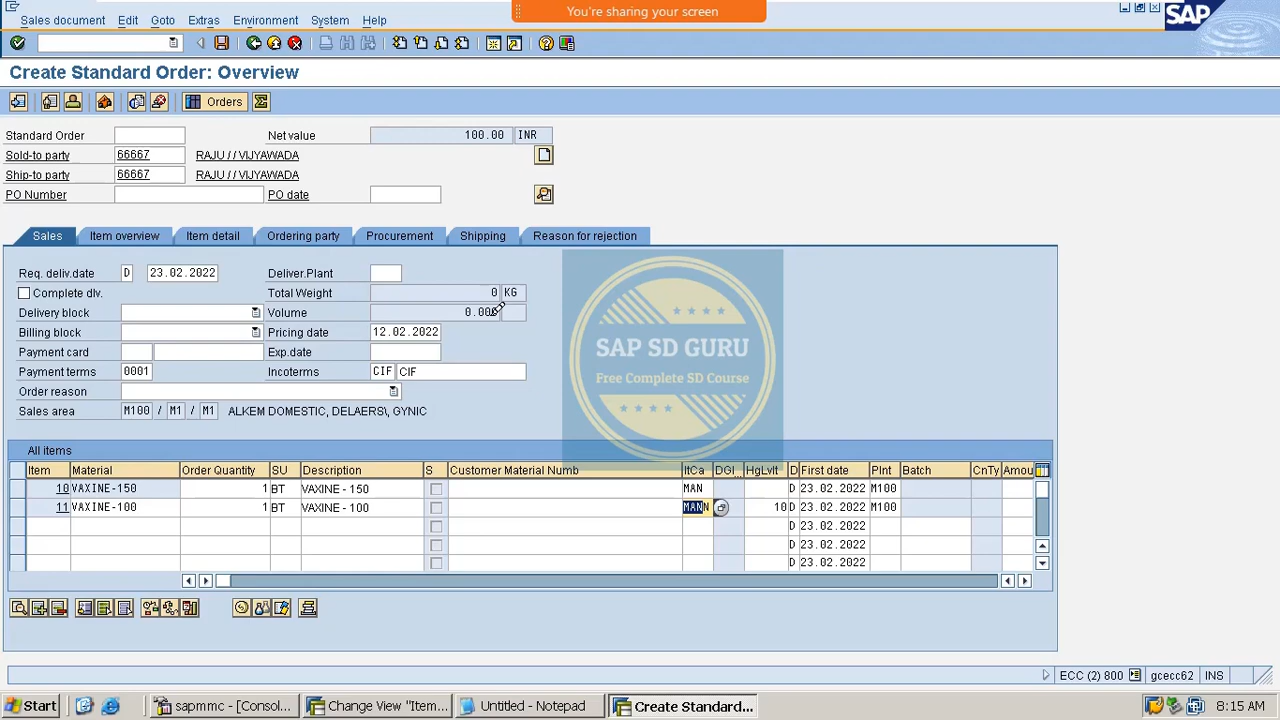 You're sharing your screen
Sales document Edit Goto Extras Environment System Help
SAP
Create Standard Order: Overview
Orders
Standard Order Net value 100.00 INR
Sold-to party 66667 RAJU // VIJYAWADA
Ship-to party 66667 RAJU // VIJYAWADA
PO Number PO date
Sales Item overview Item detail Ordering party Procurement Shipping Reason for rejection
Req. deliv.date D 23.02.2022 Deliver.Plant
Complete dlv. Total Weight 0 KG
Delivery block Volume 0.000
Billing block Pricing date 12.02.2022
Payment card Exp.date
Payment terms 0001 Incoterms CIF CIF
Order reason
Sales area M100 / M1 / M1 ALKEM DOMESTIC, DELAERS\, GYNIC
SAP SD GURU
Free Complete SD Course
All items
Item Material Order Quantity SU Description S Customer Material Numb ItCa DGI HgLvIt D First date Plnt Batch CnTy Amou
10 VAXINE-150 1 BT VAXINE - 150 MAN D 23.02.2022 M100
11 VAXINE-100 1 BT VAXINE - 100 MANN 10 D 23.02.2022 M100
D 23.02.2022
D 23.02.2022
D 23.02.2022
ECC (2) 800 gcecc62 INS
Start sapmmc - [Consol... Change View "Item... Untitled - Notepad Create Standard... 8:15 AM